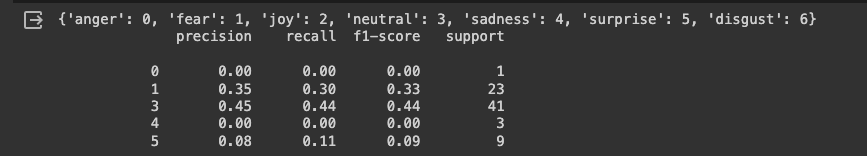 {'anger': 0, 'fear': 1, 'joy': 2, 'neutral': 3, 'sadness': 4, 'surprise': 5, 'disgust': 6}
precision recall f1-score support
0 0.00 0.00 0.00 1
1 0.35 0.30 0.33 23
3 0.45 0.44 0.44 41
4 0.00 0.00 0.00 3
5 0.08 0.11 0.09 9